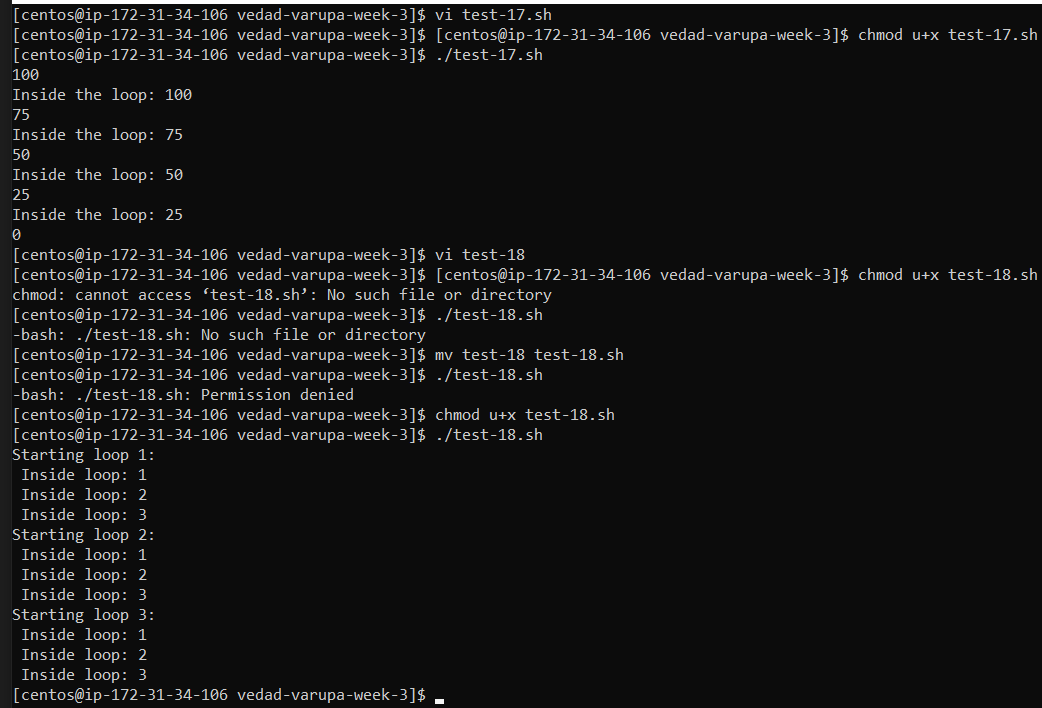 [centos@ip-172-31-34-106 vedad-varupa-week-3]$ vi test-17.sh
[centos@ip-172-31-34-106 vedad-varupa-week-3]$ [centos@ip-172-31-34-106 vedad-varupa-week-3]$ chmod u+x test-17.sh
[centos@ip-172-31-34-106 vedad-varupa-week-3]$ ./test-17.sh
100
Inside the loop: 100
75
Inside the loop: 75
50
Inside the loop: 50
25
Inside the loop: 25
0
[centos@ip-172-31-34-106 vedad-varupa-week-3]$ vi test-18
[centos@ip-172-31-34-106 vedad-varupa-week-3]$ [centos@ip-172-31-34-106 vedad-varupa-week-3]$ chmod u+x test-18.sh
chmod: cannot access ‘test-18.sh’: No such file or directory
[centos@ip-172-31-34-106 vedad-varupa-week-3]$ ./test-18.sh
-bash: ./test-18.sh: No such file or directory
[centos@ip-172-31-34-106 vedad-varupa-week-3]$ mv test-18 test-18.sh
[centos@ip-172-31-34-106 vedad-varupa-week-3]$ ./test-18.sh
-bash: ./test-18.sh: Permission denied
[centos@ip-172-31-34-106 vedad-varupa-week-3]$ chmod u+x test-18.sh
[centos@ip-172-31-34-106 vedad-varupa-week-3]$ ./test-18.sh
Starting loop 1:
 Inside loop: 1
 Inside loop: 2
 Inside loop: 3
Starting loop 2:
 Inside loop: 1
 Inside loop: 2
 Inside loop: 3
Starting loop 3:
 Inside loop: 1
 Inside loop: 2
 Inside loop: 3
[centos@ip-172-31-34-106 vedad-varupa-week-3]$